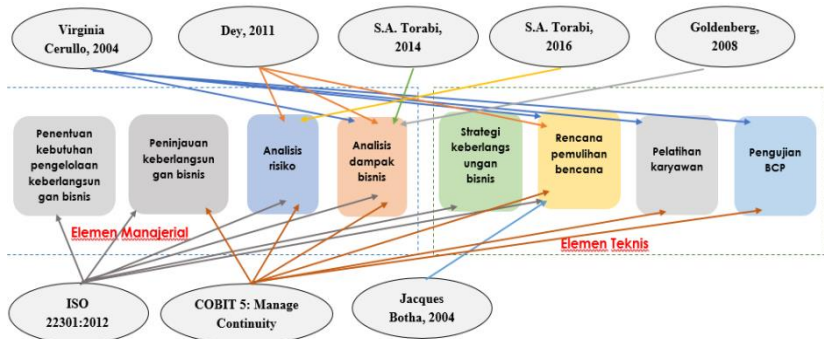 Virginia
Cerullo, 2004
Dey, 2011
S.A. Torabi,
2014
S.A. Torabi,
2016
Goldenberg,
2008
Penentuan
kebutuhan
pengelolaan
keberlangsun
gan bisnis
Peninjauan
keberlangsun
gan bisnis
Analisis
risiko
Analisis
dampak
bisnis
Strategi
keberlangs
ungan
bisnis
Rencana
pemulihan
bencana
Pelatihan
karyawan
Pengujian
BCP
Elemen Manajerial
Elemen Teknis
ISO
22301:2012
COBIT 5: Manage
Continuity
Jacques
Botha, 2004